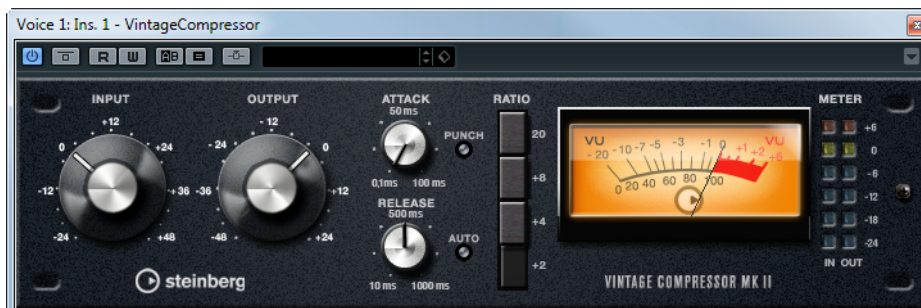 Voice 1: Ins. 1 - VintageCompressor
R W AB
INPUT
-24 -12 0 +12 +24 +36 +48
OUTPUT
-48 -36 -24 -12 0 +12 +24
ATTACK
50 ms
0,1ms 100 ms
PUNCH
RELEASE
500 ms
10 ms 1000 ms
AUTO
RATIO
20
+8
+4
+2
VU VU
- 20 -10 -7 -5 -3 -1 0 +1 +2 +6
0 20 40 60 80 100
METER
+6
0
-6
-12
-18
-24
IN OUT
steinberg
VINTAGE COMPRESSOR MK II